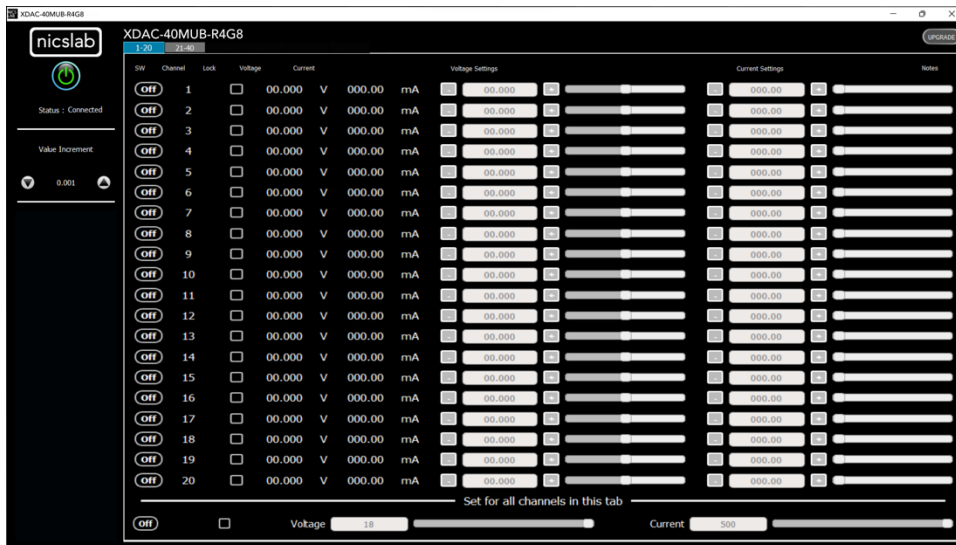 XDAC-40MUB-R4G8
nicslab
XDAC-40MUB-R4G8
UPGRADE
1-20 21-40
SW Channel Lock Voltage Current Voltage Settings Current Settings Notes
Status : Connected
Value Increment
0.001
Off 1 00.000 V 000.00 mA - 00.000 + - 000.00 +
Off 2 00.000 V 000.00 mA - 00.000 + - 000.00 +
Off 3 00.000 V 000.00 mA - 00.000 + - 000.00 +
Off 4 00.000 V 000.00 mA - 00.000 + - 000.00 +
Off 5 00.000 V 000.00 mA - 00.000 + - 000.00 +
Off 6 00.000 V 000.00 mA - 00.000 + - 000.00 +
Off 7 00.000 V 000.00 mA - 00.000 + - 000.00 +
Off 8 00.000 V 000.00 mA - 00.000 + - 000.00 +
Off 9 00.000 V 000.00 mA - 00.000 + - 000.00 +
Off 10 00.000 V 000.00 mA - 00.000 + - 000.00 +
Off 11 00.000 V 000.00 mA - 00.000 + - 000.00 +
Off 12 00.000 V 000.00 mA - 00.000 + - 000.00 +
Off 13 00.000 V 000.00 mA - 00.000 + - 000.00 +
Off 14 00.000 V 000.00 mA - 00.000 + - 000.00 +
Off 15 00.000 V 000.00 mA - 00.000 + - 000.00 +
Off 16 00.000 V 000.00 mA - 00.000 + - 000.00 +
Off 17 00.000 V 000.00 mA - 00.000 + - 000.00 +
Off 18 00.000 V 000.00 mA - 00.000 + - 000.00 +
Off 19 00.000 V 000.00 mA - 00.000 + - 000.00 +
Off 20 00.000 V 000.00 mA - 00.000 + - 000.00 +
Set for all channels in this tab
Off Voltage 18 Current 500